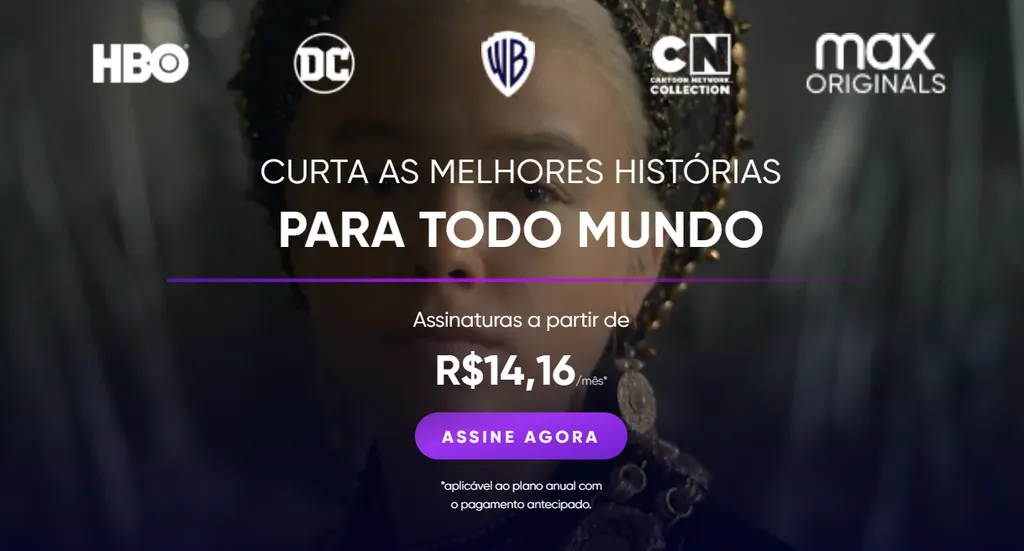 HBO
DC
WB
CN
CARTOON NETWORK
COLLECTION
max
ORIGINALS
CURTA AS MELHORES HISTÓRIAS
PARA TODO MUNDO
Assinaturas a partir de
R$14,16/mês*
ASSINE AGORA
*aplicável ao plano anual com
o pagamento antecipado.